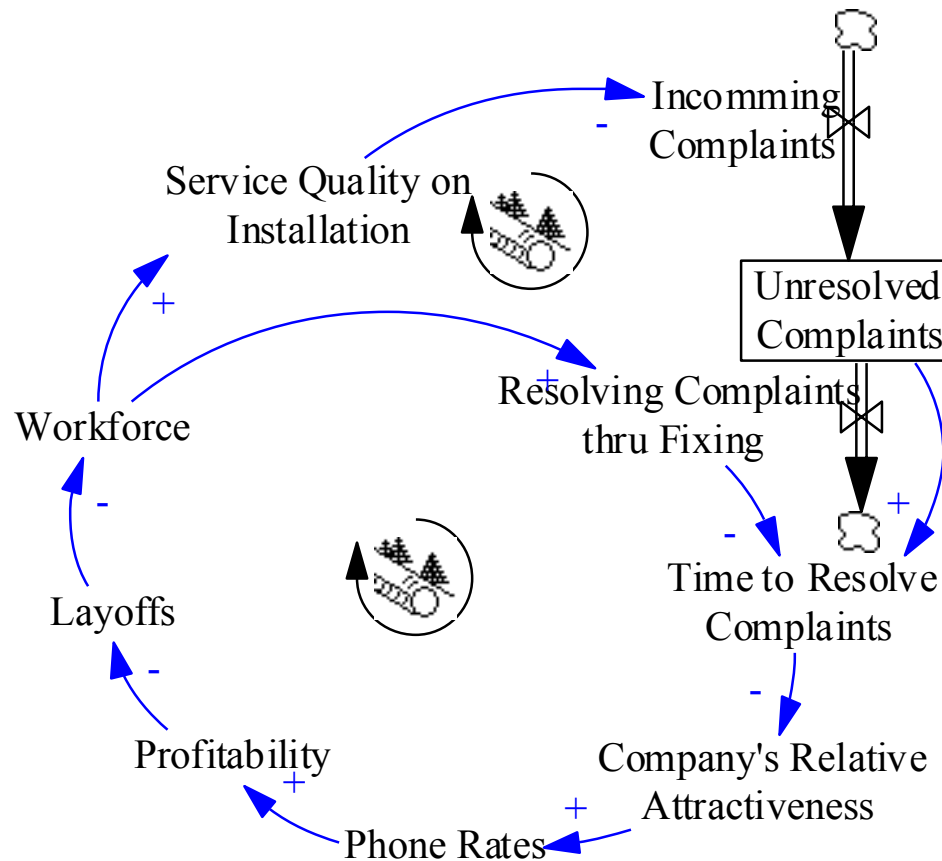 Incomming
Complaints
-
Service Quality on
Installation
+
Unresolved
Complaints
+
Resolving Complaints
thru Fixing
Workforce
-
-
+
Time to Resolve
Complaints
Layoffs
-
-
Profitability
+
Company's Relative
Attractiveness
+
Phone Rates